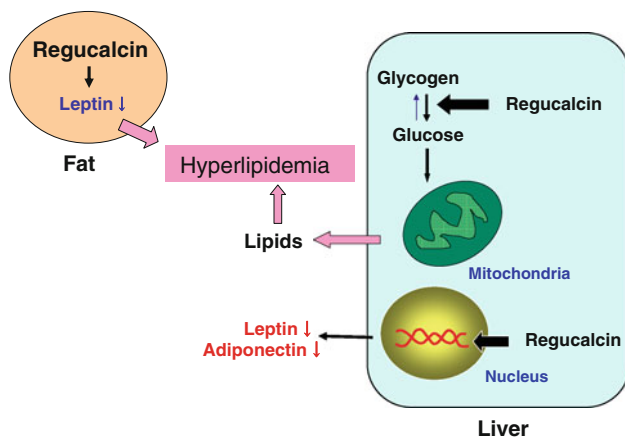 Regucalcin
Leptin ↓
Fat
Hyperlipidemia
Lipids
Glycogen
Regucalcin
Glucose
Mitochondria
Leptin ↓
Adiponectin ↓
Regucalcin
Nucleus
Liver